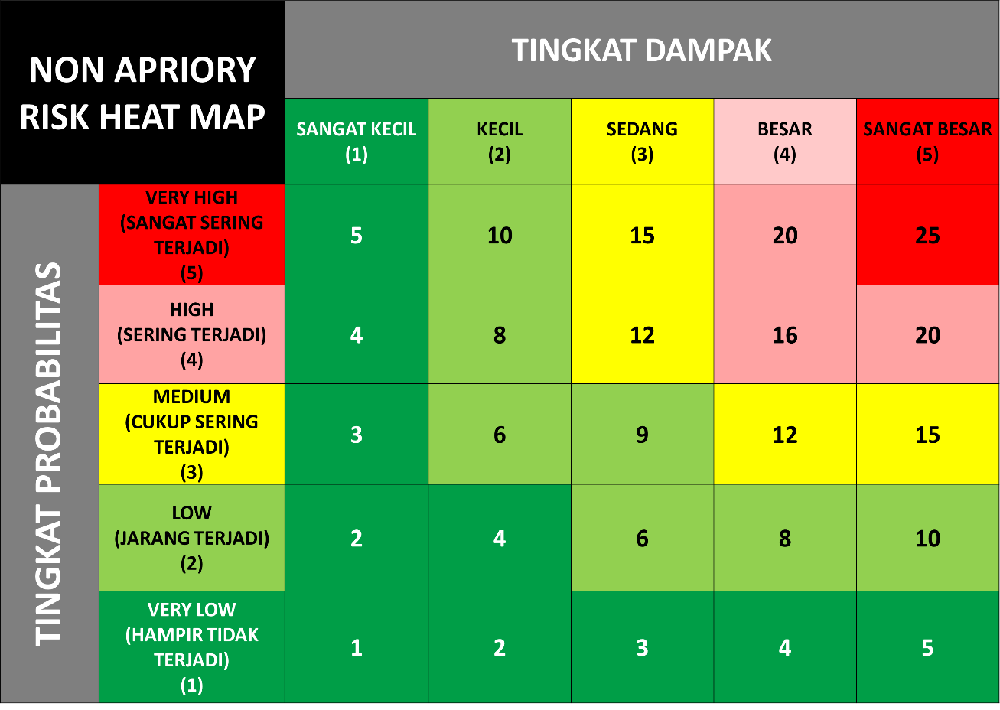 NON APRIORY
RISK HEAT MAP
TINGKAT DAMPAK
SANGAT KECIL
(1)
KECIL
(2)
SEDANG
(3)
BESAR
(4)
SANGAT BESAR
(5)
TINGKAT PROBABILITAS
VERY HIGH
(SANGAT SERING
TERJADI)
(5)
5
10
15
20
25
HIGH
(SERING TERJADI)
(4)
4
8
12
16
20
MEDIUM
(CUKUP SERING
TERJADI)
(3)
3
6
9
12
15
LOW
(JARANG TERJADI)
(2)
2
4
6
8
10
VERY LOW
(HAMPIR TIDAK
TERJADI)
(1)
1
2
3
4
5